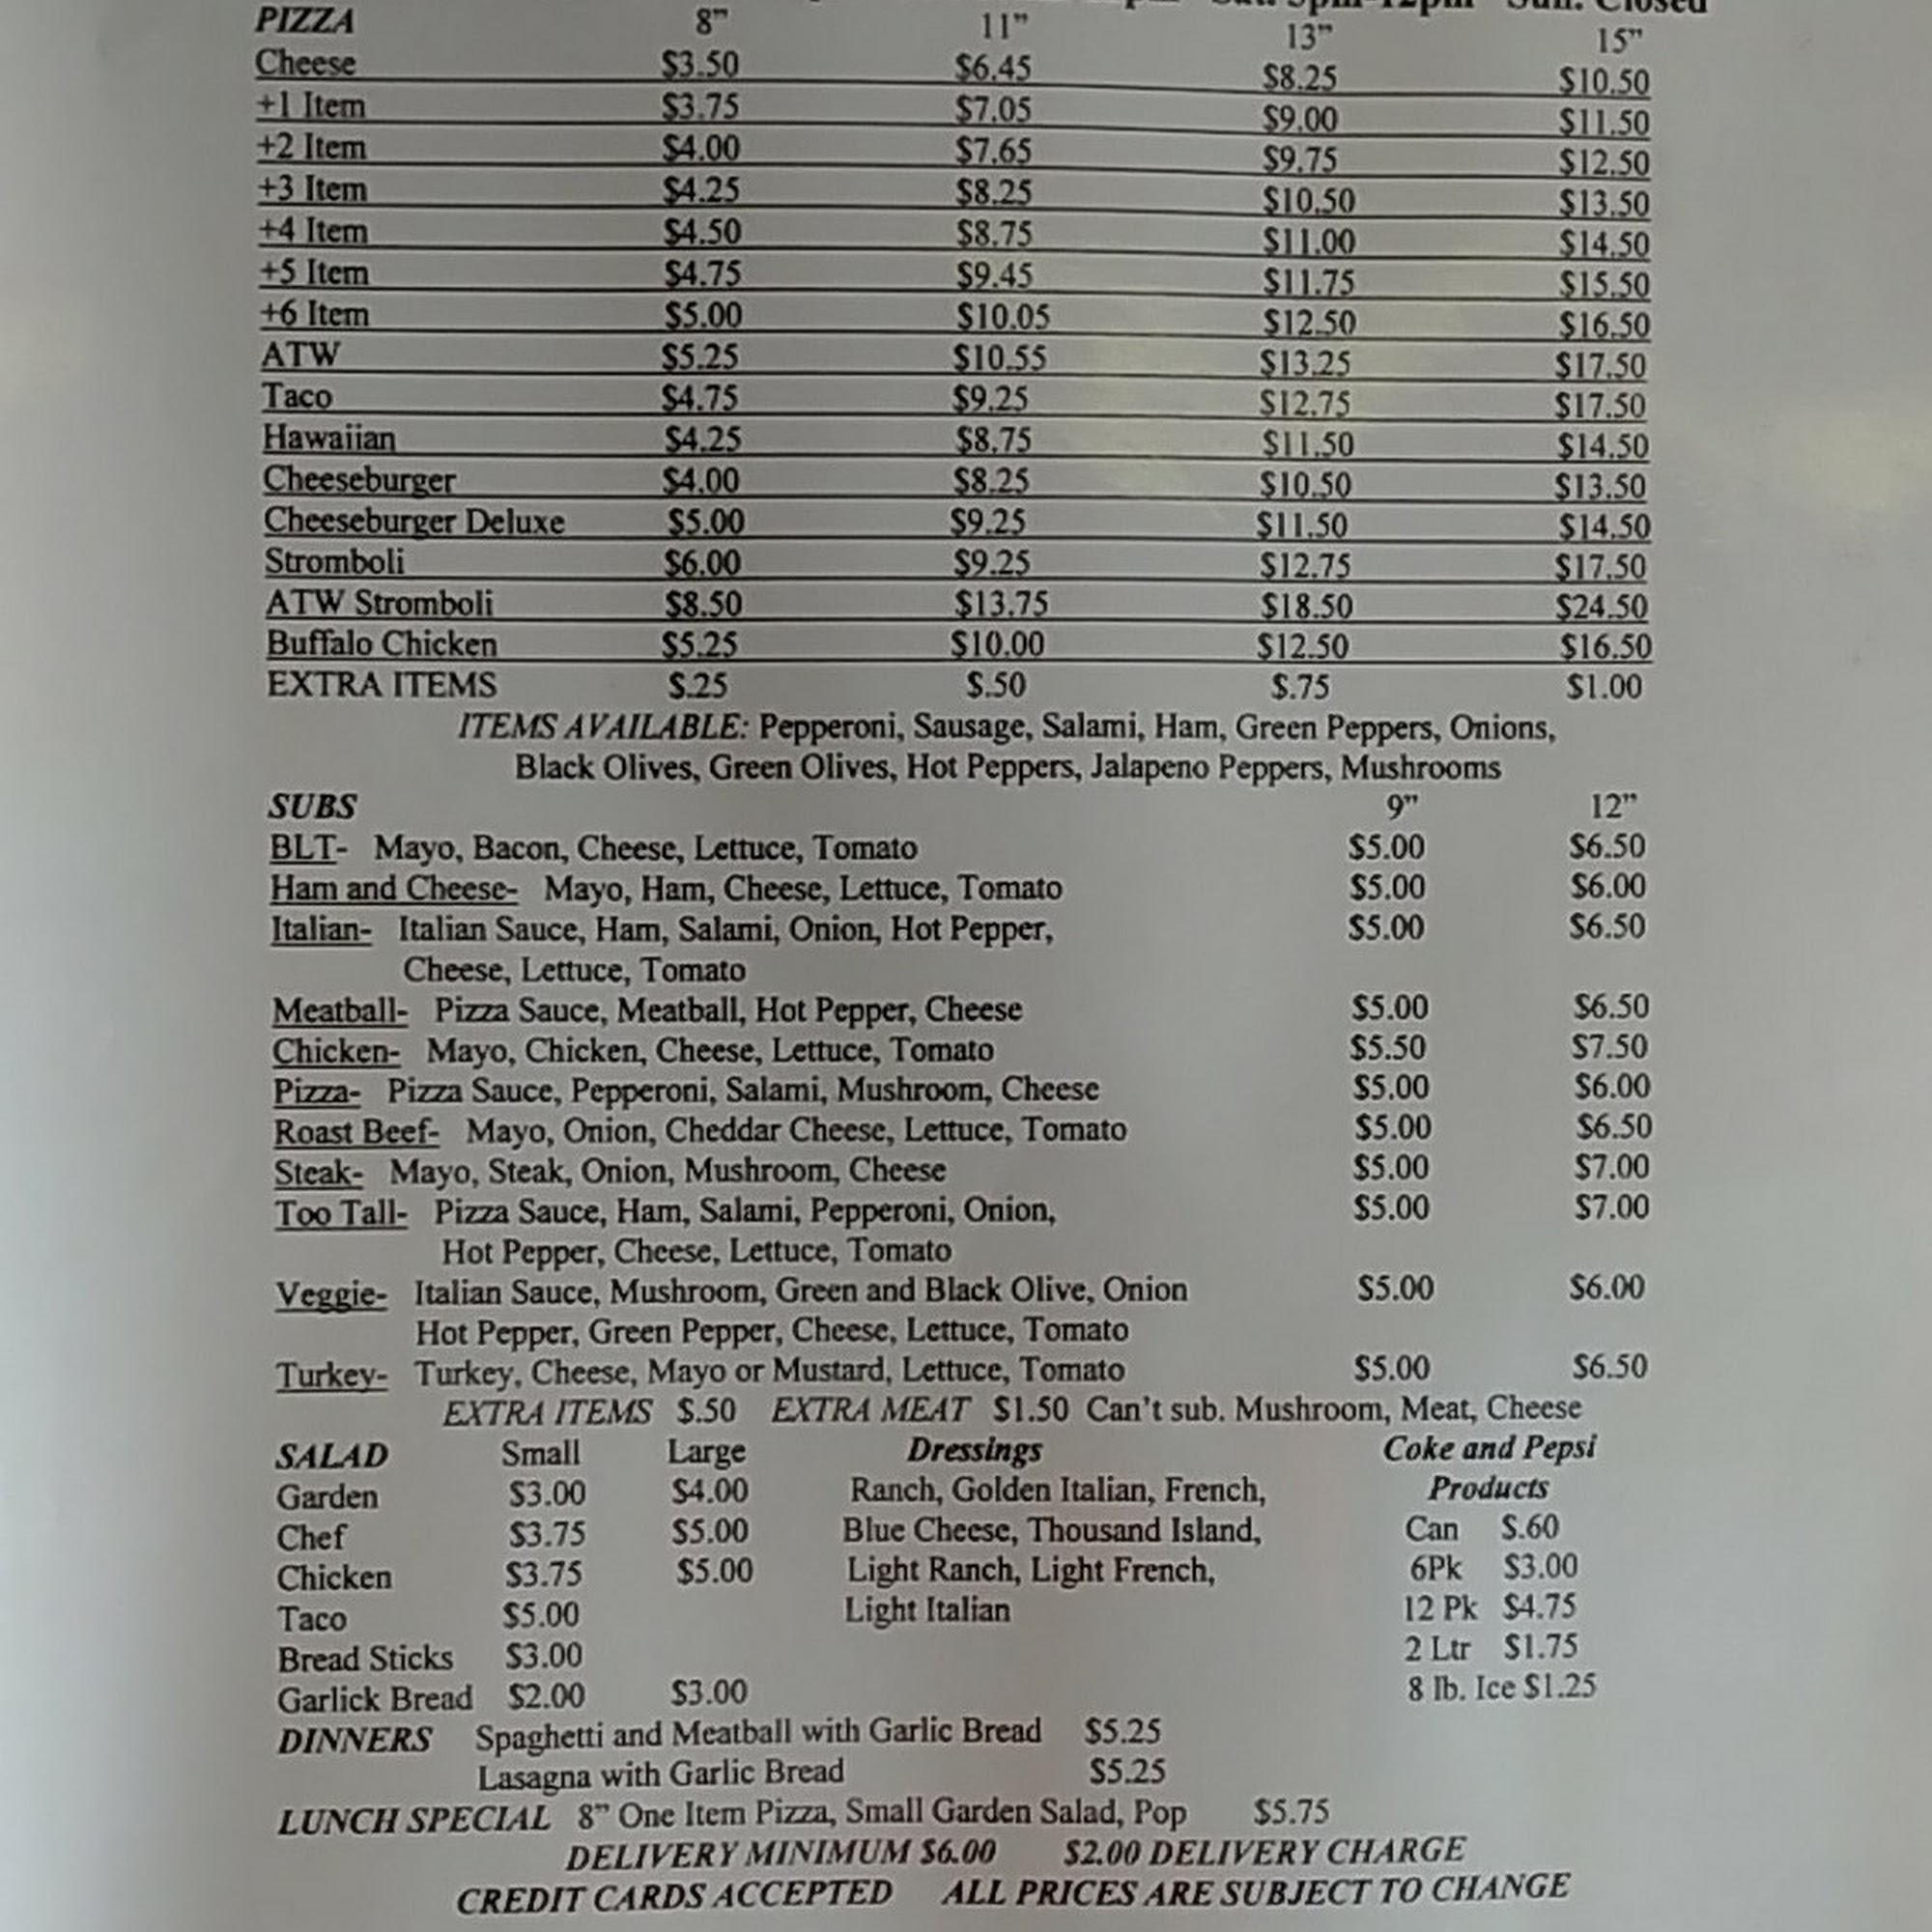 Sun. Closed
PIZZA 8" 11" 13" 15"
Cheese $3.50 $6.45 $8.25 $10.50
+1 Item $3.75 $7.05 $9.00 $11.50
+2 Item $4.00 $7.65 $9.75 $12.50
+3 Item $4.25 $8.25 $10.50 $13.50
+4 Item $4.50 $8.75 $11.00 $14.50
+5 Item $4.75 $9.45 $11.75 $15.50
+6 Item $5.00 $10.05 $12.50 $16.50
ATW $5.25 $10.55 $13.25 $17.50
Taco $4.75 $9.25 $12.75 $17.50
Hawaiian $4.25 $8.75 $11.50 $14.50
Cheeseburger $4.00 $8.25 $10.50 $13.50
Cheeseburger Deluxe $5.00 $9.25 $11.50 $14.50
Stromboli $6.00 $9.25 $12.75 $17.50
ATW Stromboli $8.50 $13.75 $18.50 $24.50
Buffalo Chicken $5.25 $10.00 $12.50 $16.50
EXTRA ITEMS $.25 $.50 $.75 $1.00
ITEMS AVAILABLE: Pepperoni, Sausage, Salami, Ham, Green Peppers, Onions,
Black Olives, Green Olives, Hot Peppers, Jalapeno Peppers, Mushrooms
SUBS 9" 12"
BLT- Mayo, Bacon, Cheese, Lettuce, Tomato $5.00 $6.50
Ham and Cheese- Mayo, Ham, Cheese, Lettuce, Tomato $5.00 $6.00
Italian- Italian Sauce, Ham, Salami, Onion, Hot Pepper, $5.00 $6.50
Cheese, Lettuce, Tomato
Meatball- Pizza Sauce, Meatball, Hot Pepper, Cheese $5.00 $6.50
Chicken- Mayo, Chicken, Cheese, Lettuce, Tomato $5.50 $7.50
Pizza- Pizza Sauce, Pepperoni, Salami, Mushroom, Cheese $5.00 $6.00
Roast Beef- Mayo, Onion, Cheddar Cheese, Lettuce, Tomato $5.00 $6.50
Steak- Mayo, Steak, Onion, Mushroom, Cheese $5.00 $7.00
Too Tall- Pizza Sauce, Ham, Salami, Pepperoni, Onion, $5.00 $7.00
Hot Pepper, Cheese, Lettuce, Tomato
Veggie- Italian Sauce, Mushroom, Green and Black Olive, Onion $5.00 $6.00
Hot Pepper, Green Pepper, Cheese, Lettuce, Tomato
Turkey- Turkey, Cheese, Mayo or Mustard, Lettuce, Tomato $5.00 $6.50
EXTRA ITEMS $.50 EXTRA MEAT $1.50 Can't sub. Mushroom, Meat, Cheese
SALAD Small Large Dressings Coke and Pepsi
Garden $3.00 $4.00 Ranch, Golden Italian, French, Products
Chef $3.75 $5.00 Blue Cheese, Thousand Island, Can $.60
Chicken $3.75 $5.00 Light Ranch, Light French, 6Pk $3.00
Taco $5.00 Light Italian 12 Pk $4.75
Bread Sticks $3.00 2 Ltr $1.75
Garlick Bread $2.00 $3.00 8 lb. Ice $1.25
DINNERS Spaghetti and Meatball with Garlic Bread $5.25
Lasagna with Garlic Bread $5.25
LUNCH SPECIAL 8" One Item Pizza, Small Garden Salad, Pop $5.75
DELIVERY MINIMUM $6.00 $2.00 DELIVERY CHARGE
CREDIT CARDS ACCEPTED ALL PRICES ARE SUBJECT TO CHANGE